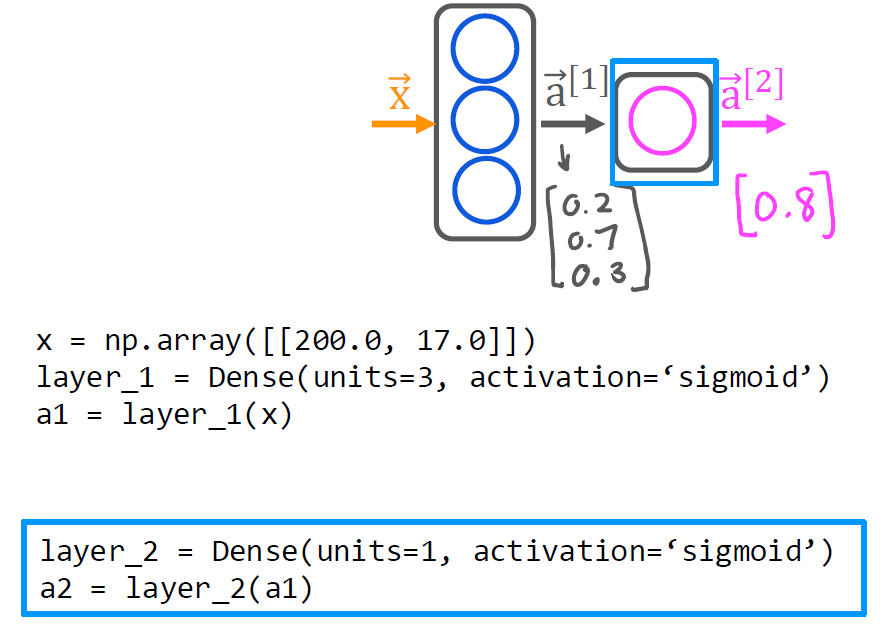 x⃗ a⃗[1] a⃗[2]
[0.2
0.7
0.3]
[0.8]
x = np.array([[200.0, 17.0]])
layer_1 = Dense(units=3, activation=‘sigmoid’)
a1 = layer_1(x)
layer_2 = Dense(units=1, activation=‘sigmoid’)
a2 = layer_2(a1)